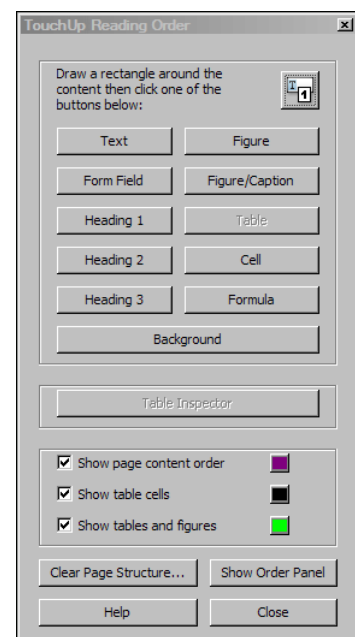 TouchUp Reading Order
Draw a rectangle around the
content then click one of the
buttons below:
T 1
Text Figure
Form Field Figure/Caption
Heading 1 Table
Heading 2 Cell
Heading 3 Formula
Background
Table Inspector
Show page content order
Show table cells
Show tables and figures
Clear Page Structure... Show Order Panel
Help Close